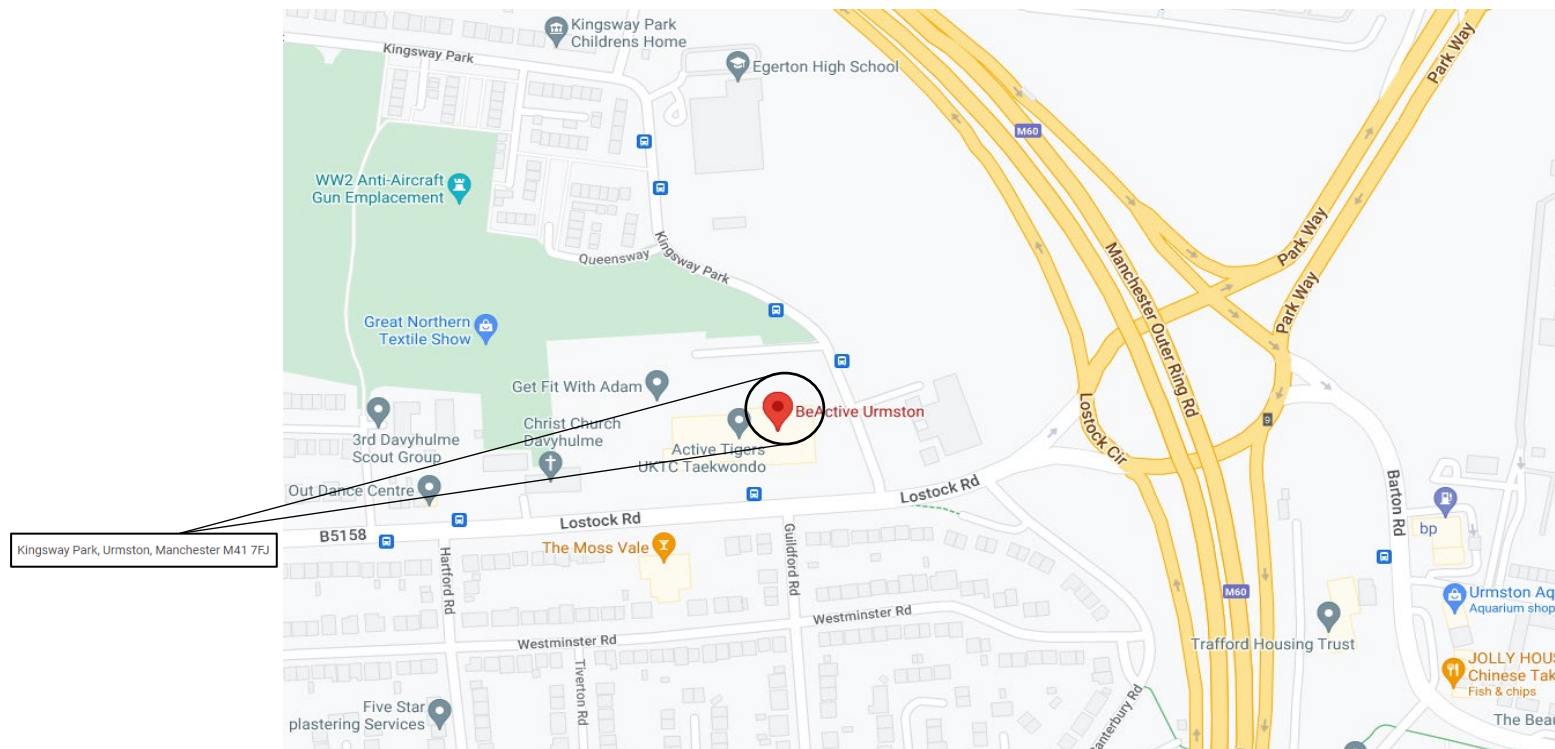 Kingsway Park
Childrens Home
Kingsway Park
Egerton High School
Park Way
M60
WW2 Anti-Aircraft
Gun Emplacement
Park Way
Queensway
Kingsway Park
Manchester Outer Ring Rd
Park Way
Great Northern
Textile Show
Get Fit With Adam
BeActive Urmston
3rd Davyhulme
Scout Group
Christ Church
Davyhulme
Active Tigers
UKTC Taekwondo
Lostock Cir
9
Out Dance Centre
Lostock Rd
Barton Rd
Lostock Rd
B5158
bp
Kingsway Park, Urmston, Manchester M41 7FJ
The Moss Vale
Hartford Rd
Guildford Rd
M60
Urmston Aq
Aquarium shop
Westminster Rd
Westminster Rd
Trafford Housing Trust
Tiverton Rd
JOLLY HOUS
Chinese Tak
Fish & chips
Five Star
plastering Services
Canterbury Rd
The Beau